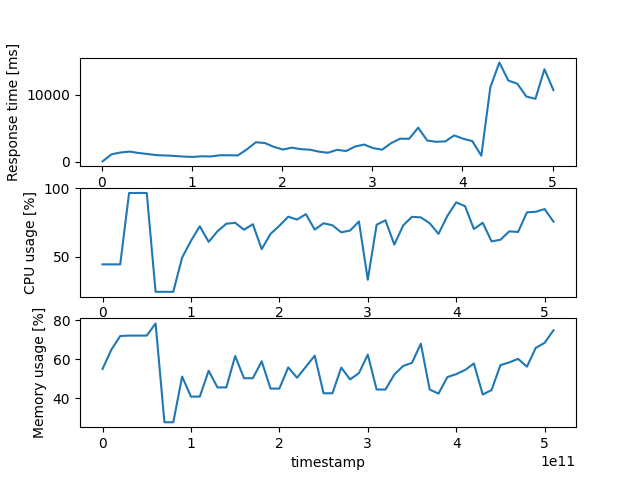 Response time [ms]
10000
0
0 1 2 3 4 5
CPU usage [%]
100
50
0 1 2 3 4 5
Memory usage [%]
80
60
40
0 1 2 3 4 5
timestamp
1e11